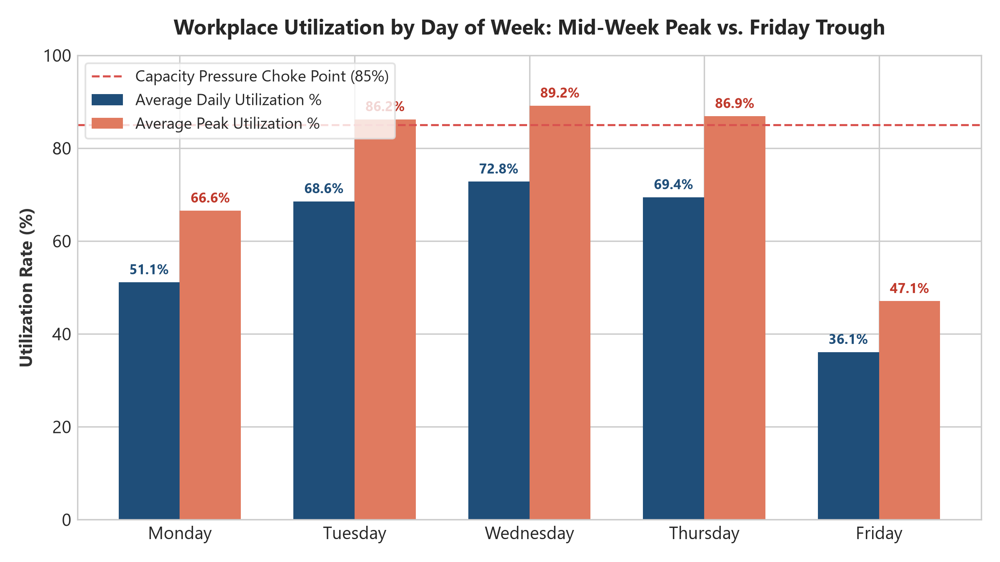 Workplace Utilization by Day of Week: Mid-Week Peak vs. Friday Trough
Utilization Rate (%)
100
80
60
40
20
0
Capacity Pressure Choke Point (85%)
Average Daily Utilization %
Average Peak Utilization %
51.1%
66.6%
68.6%
86.2%
72.8%
89.2%
69.4%
86.9%
36.1%
47.1%
Monday
Tuesday
Wednesday
Thursday
Friday